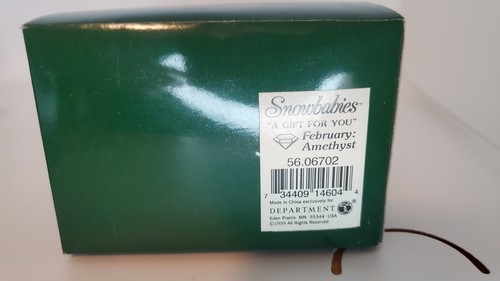 Snowbabies™
"A GIFT FOR YOU"
February:
Amethyst
56.06702
7 34409 14604 4
Made in China exclusively for
DEPARTMENT 56
Eden Prairie, MN 55344, USA
©1999 All Rights Reserved